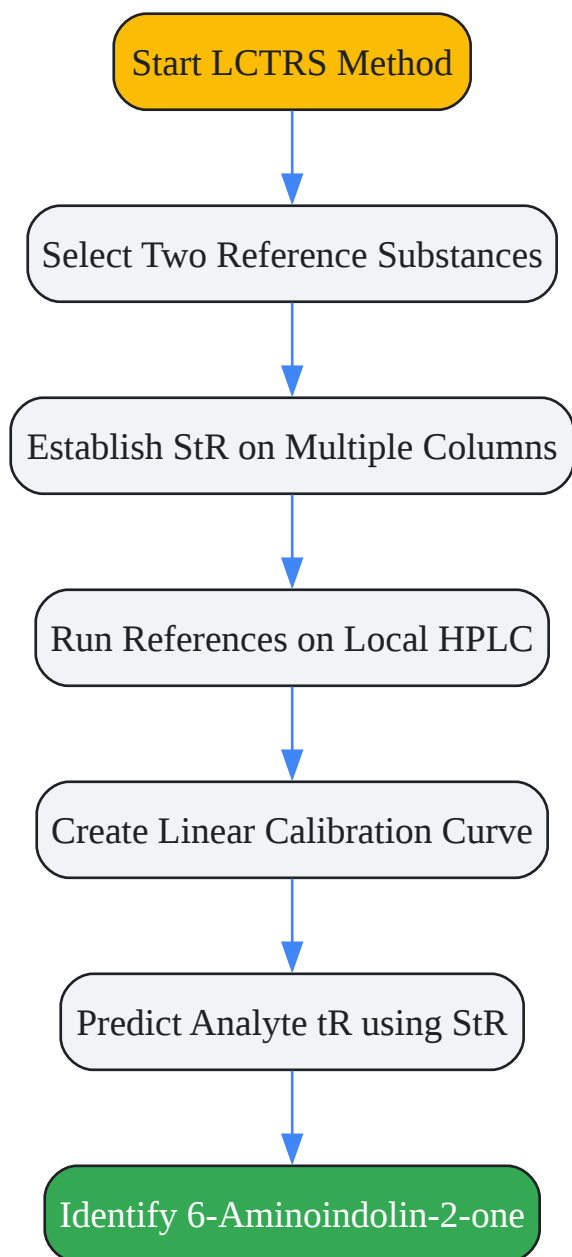 Start LCTRS Method
Select Two Reference Substances
Establish StR on Multiple Columns
Run References on Local HPLC
Create Linear Calibration Curve
Predict Analyte tR using StR
Identify 6-Aminoindolin-2-one